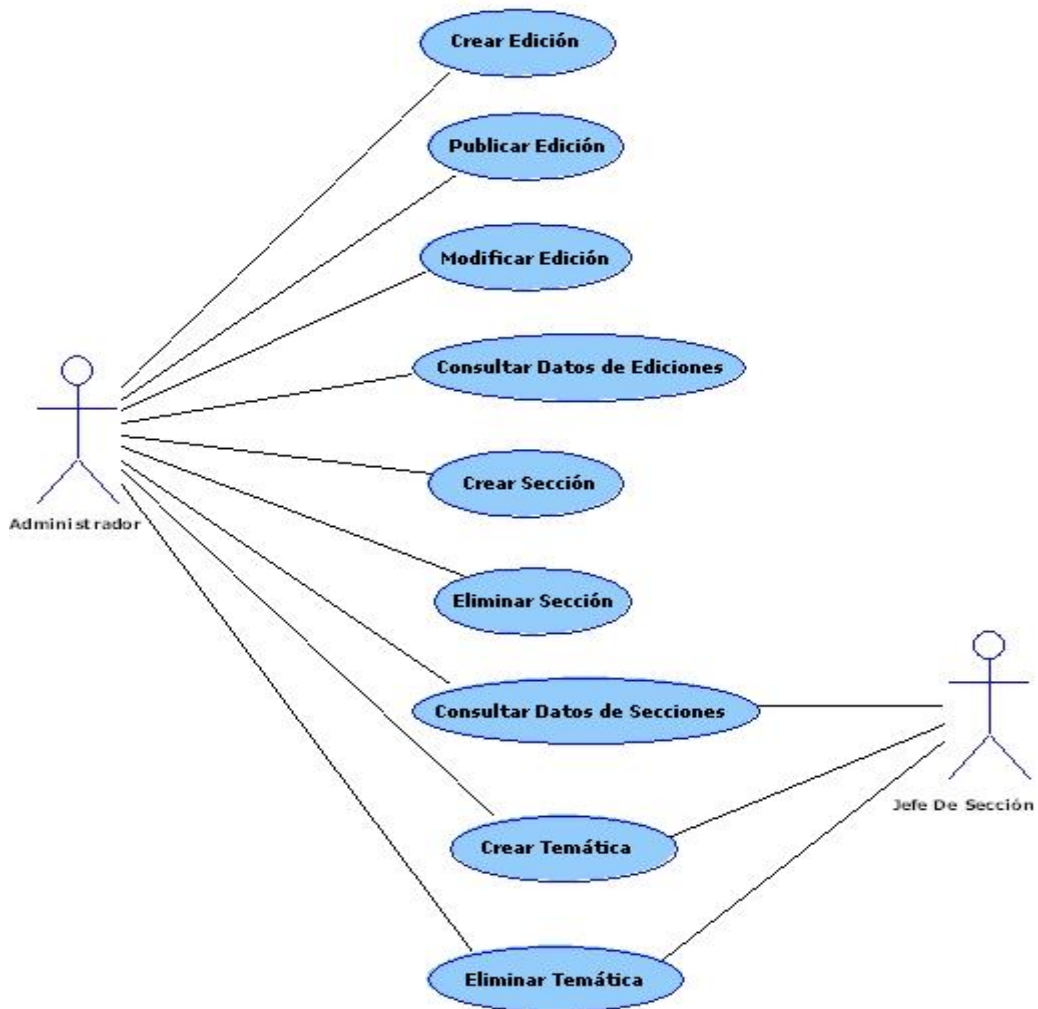 Crear Edición
Publicar Edición
Modificar Edición
Consultar Datos de Ediciones
Crear Sección
Administrador
Eliminar Sección
Consultar Datos de Secciones
Jefe De Sección
Crear Temática
Eliminar Temática